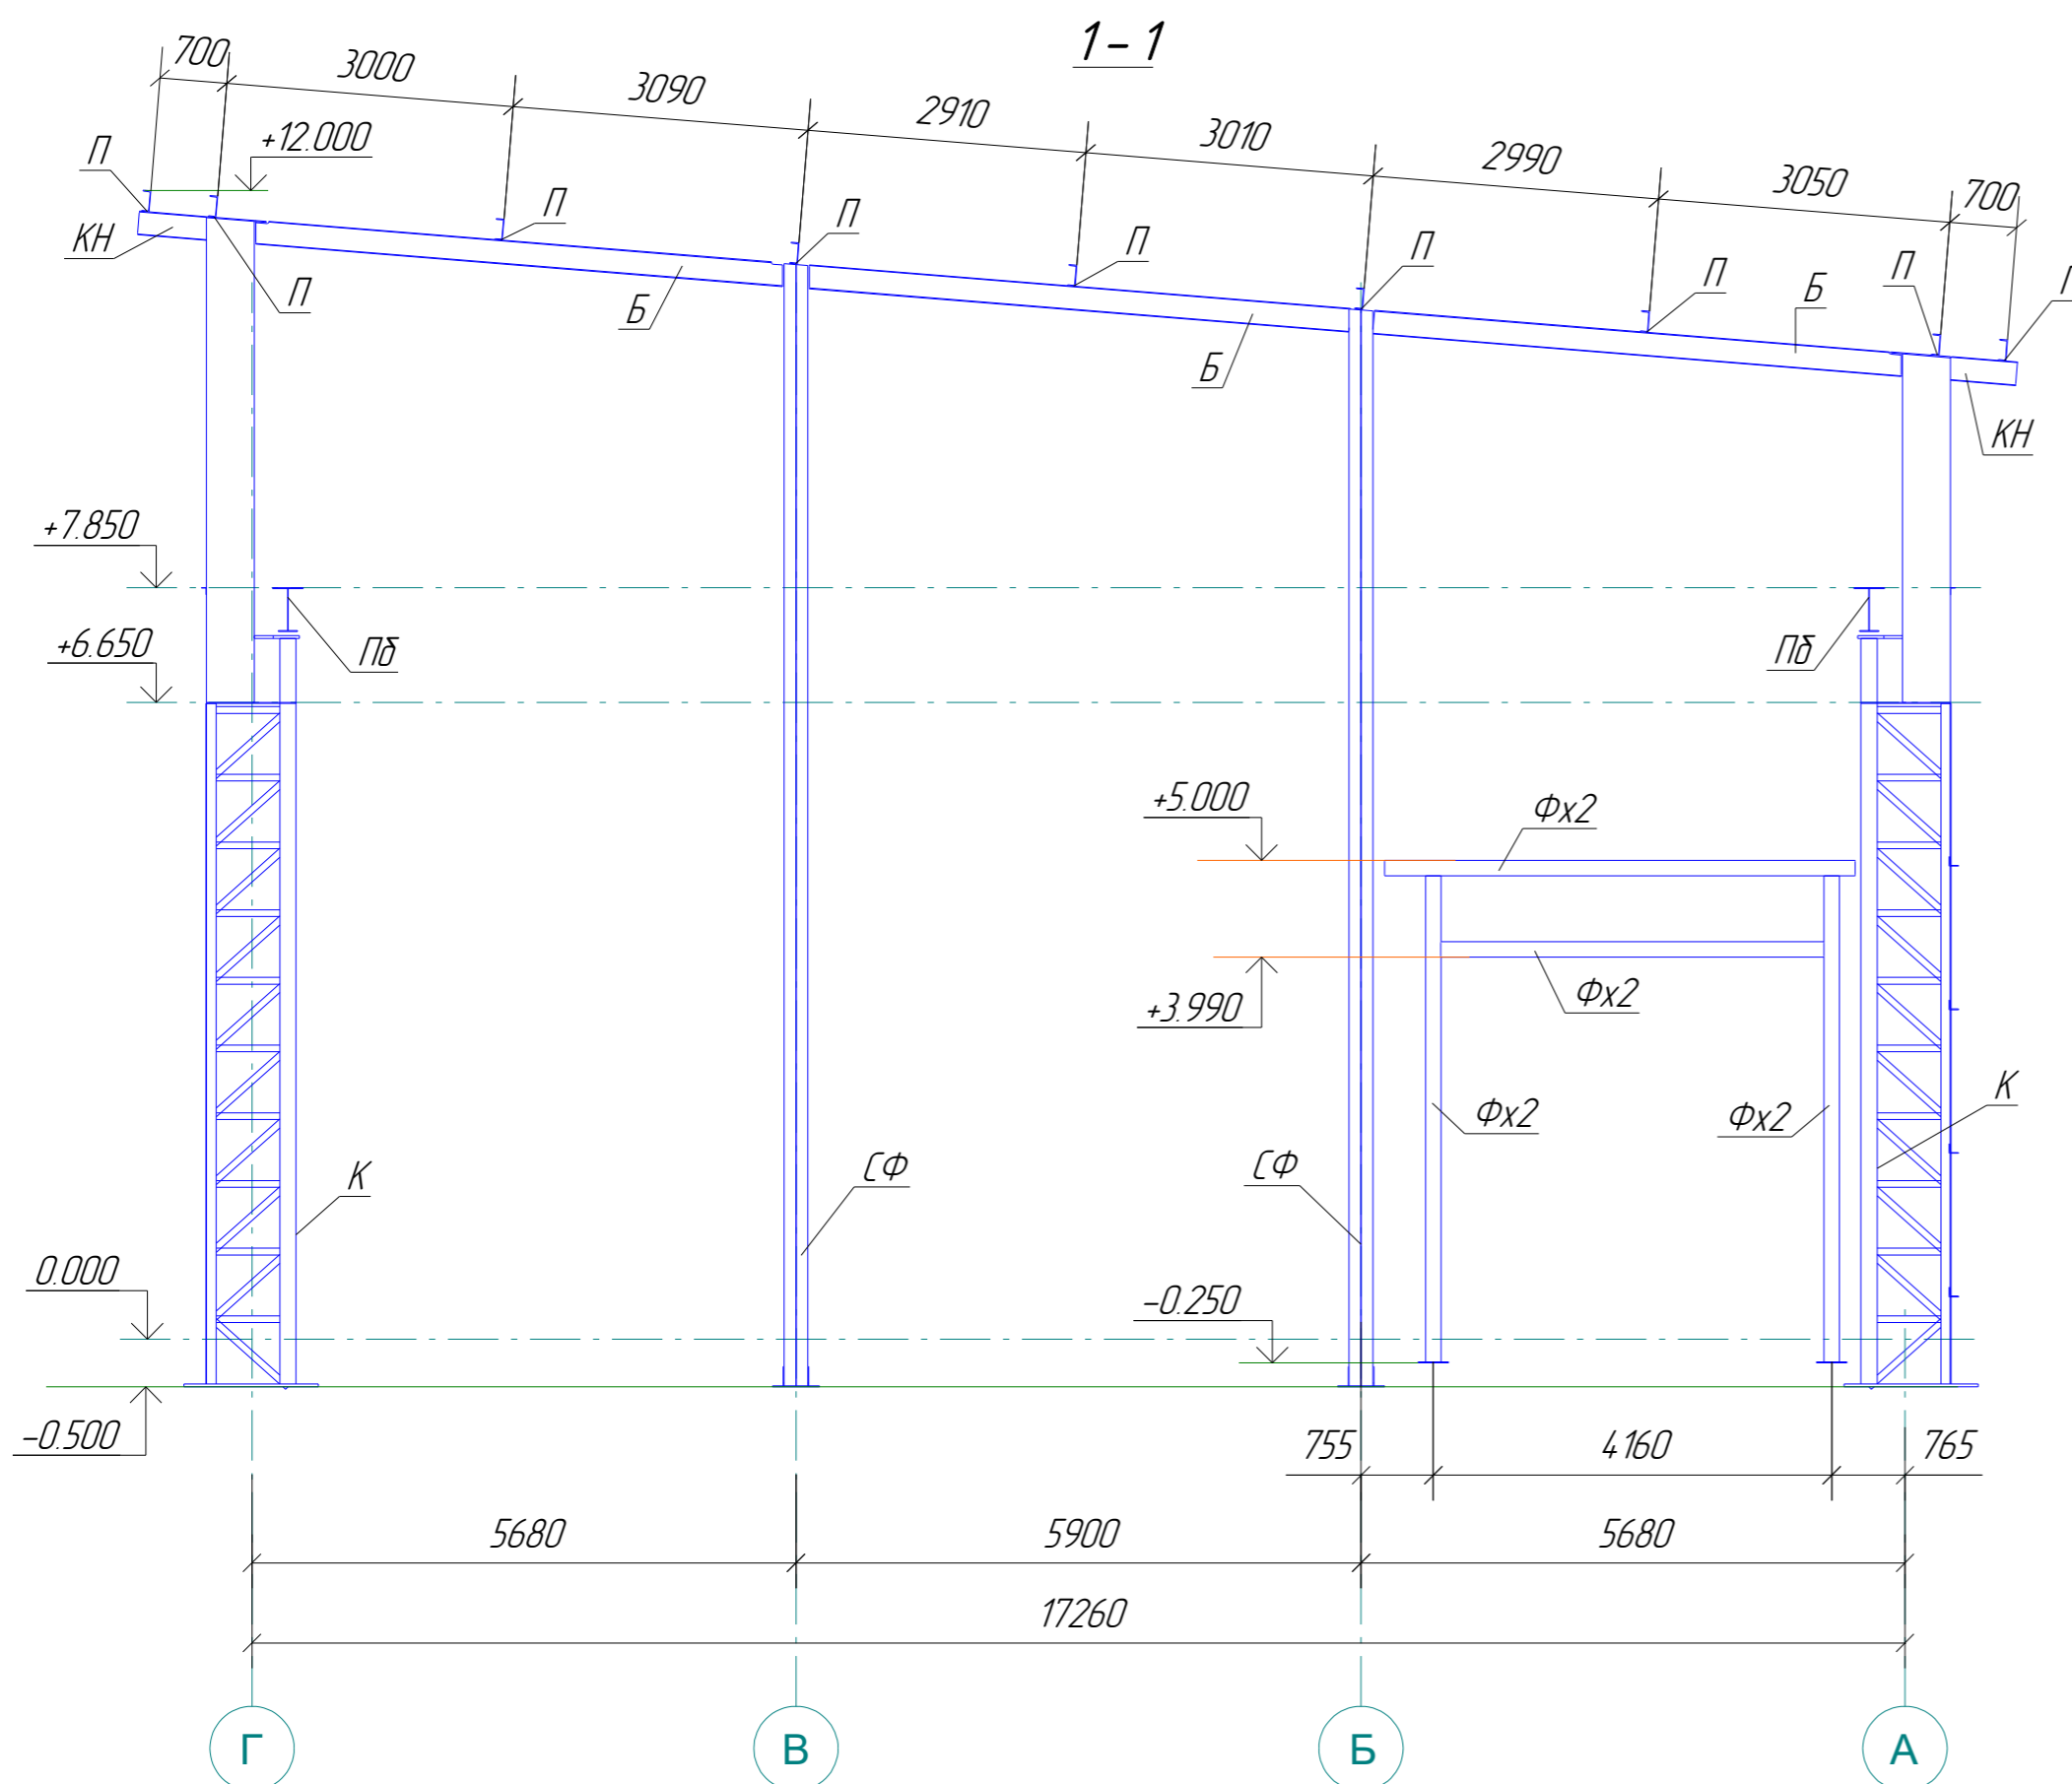 1-1
700
3000
3090
2910
3010
2990
3050
700
+12.000
П
КН
П
П
Б
П
П
Б
П
П
Б
П
КН
+7.850
+6.650
Пб
Пб
+5.000
Фх2
+3.990
Фх2
Фх2
Фх2
К
К
СФ
СФ
0.000
-0.250
-0.500
755
4160
765
5680
5900
5680
17260
Г
В
Б
А